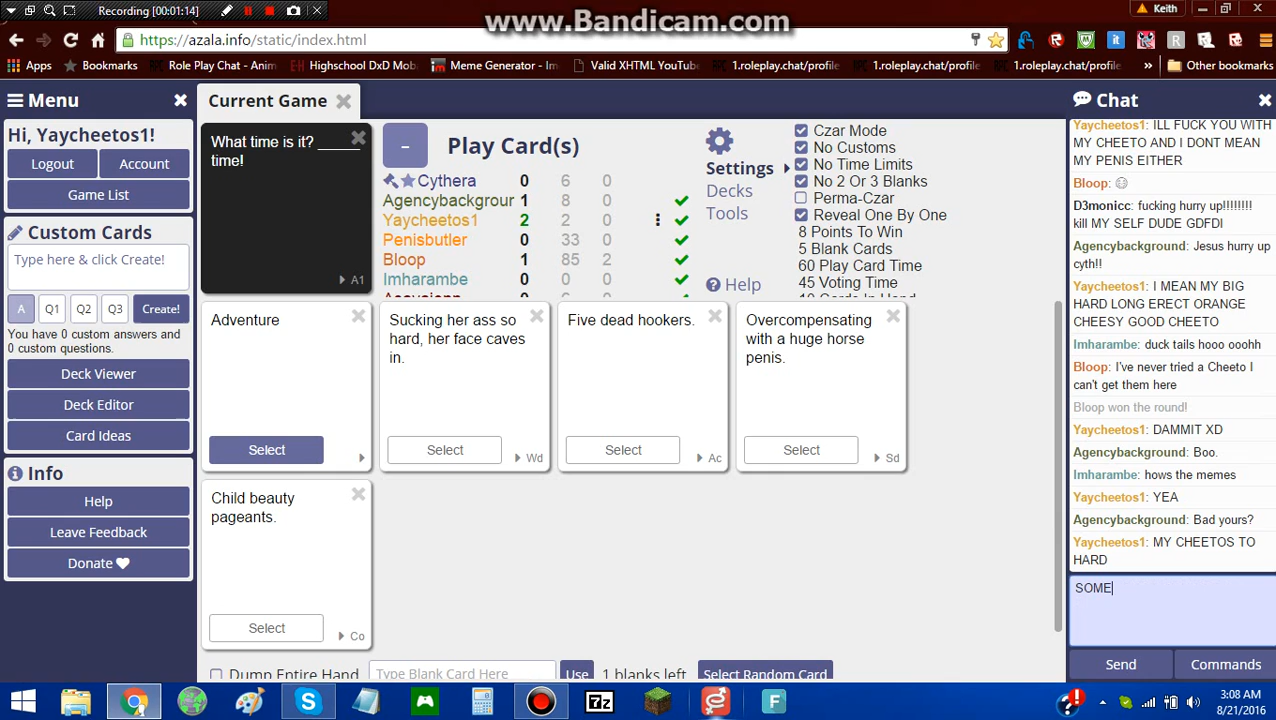 Recording [00:01:14]
www.Bandicam.com
Keith
https://azala.info/static/index.html
Apps
Bookmarks
Role Play Chat - Anim
Highschool DxD Mob
Meme Generator - Im
Valid XHTML YouTube
1.roleplay.chat/profile
1.roleplay.chat/profile
1.roleplay.chat/profile
»
Other bookmarks
Menu
Hi, Yaycheetos1!
Logout
Account
Game List
Custom Cards
Type here & click Create!
A
Q1
Q2
Q3
Create!
You have 0 custom answers and
0 custom questions.
Deck Viewer
Deck Editor
Card Ideas
Info
Help
Leave Feedback
Donate
Current Game
What time is it? _____
time!
A1
–
Play Card(s)
Cythera 0 6 0
Agencybackgrour 1 8 0
Yaycheetos1 2 2 0
Penisbutler 0 33 0
Bloop 1 85 2
Imharambe 0 0 0
Settings
Decks
Tools
Help
Czar Mode
No Customs
No Time Limits
No 2 Or 3 Blanks
Perma-Czar
Reveal One By One
8 Points To Win
5 Blank Cards
60 Play Card Time
45 Voting Time
10 Cards In Hand
Adventure
Select
Sucking her ass so
hard, her face caves
in.
Select
Wd
Five dead hookers.
Select
Ac
Overcompensating
with a huge horse
penis.
Select
Sd
Child beauty
pageants.
Select
Co
Dump Entire Hand
Type Blank Card Here
Use
1 blanks left
Select Random Card
Chat
Yaycheetos1: ILL FUCK YOU WITH
MY CHEETO AND I DONT MEAN
MY PENIS EITHER
Bloop:
D3monicc: fucking hurry up!!!!!!!!
kill MY SELF DUDE GDFDI
Agencybackground: Jesus hurry up
cyth!!
Yaycheetos1: I MEAN MY BIG
HARD LONG ERECT ORANGE
CHEESY GOOD CHEETO
Imharambe: duck tails hooo ooohh
Bloop: I've never tried a Cheeto I
can't get them here
Bloop won the round!
Yaycheetos1: DAMMIT XD
Agencybackground: Boo.
Imharambe: hows the memes
Yaycheetos1: YEA
Agencybackground: Bad yours?
Yaycheetos1: MY CHEETOS TO
HARD
SOME
Send
Commands
3:08 AM
8/21/2016